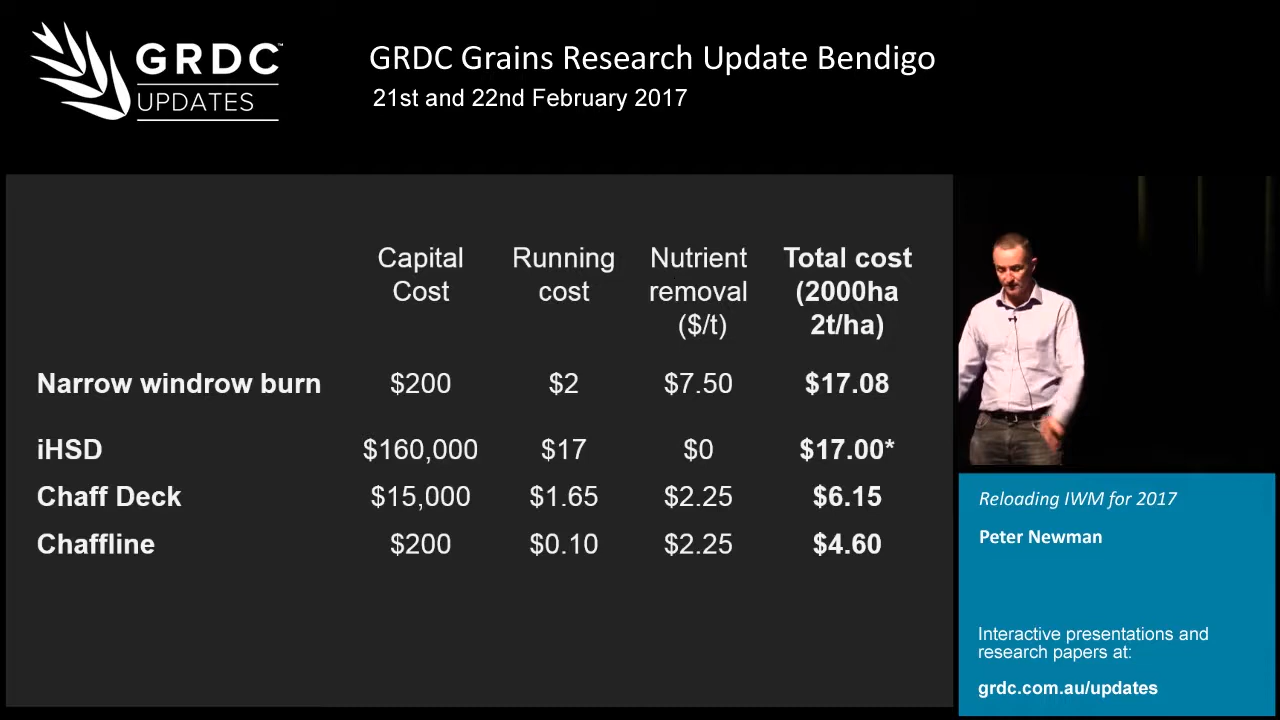 GRDC™
UPDATES
GRDC Grains Research Update Bendigo
21st and 22nd February 2017
Capital Cost
Running cost
Nutrient removal ($/t)
Total cost (2000ha 2t/ha)
Narrow windrow burn $200 $2 $7.50 $17.08
iHSD $160,000 $17 $0 $17.00*
Chaff Deck $15,000 $1.65 $2.25 $6.15
Chaffline $200 $0.10 $2.25 $4.60
Reloading IWM for 2017
Peter Newman
Interactive presentations and
research papers at:
grdc.com.au/updates